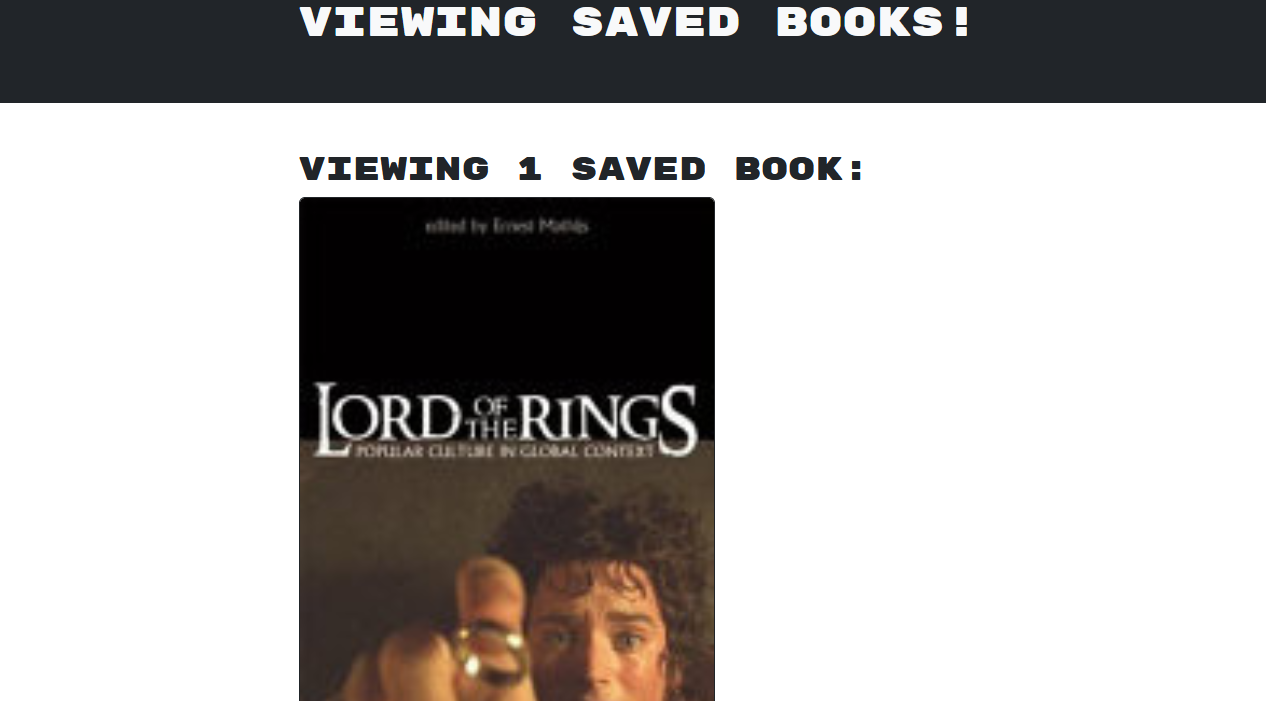 VIEWING SAVED BOOKS!
VIEWING 1 SAVED BOOK:
edited by Ernest Mathijs
LORD OF THE RINGS
POPULAR CULTURE IN GLOBAL CONTEXT